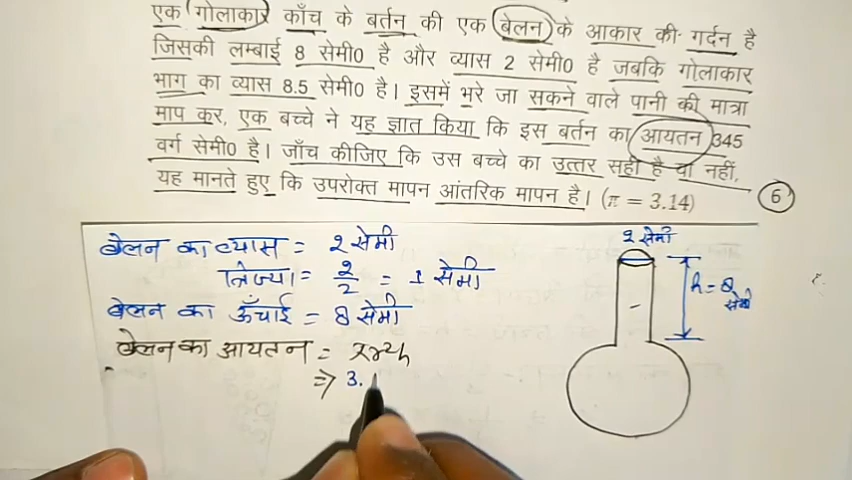 एक गोलाकार काँच के बर्तन की एक बेलन के आकार की गर्दन है
जिसकी लम्बाई 8 सेमी0 है और व्यास 2 सेमी0 है जबकि गोलाकार
भाग का व्यास 8.5 सेमी0 है। इसमें भरे जा सकने वाले पानी की मात्रा
माप कर, एक बच्चे ने यह ज्ञात किया कि इस बर्तन का आयतन 345
वर्ग सेमी0 है। जाँच कीजिए कि उस बच्चे का उत्तर सही है या नहीं,
यह मानते हुए कि उपरोक्त मापन आंतरिक मापन है। (π = 3.14) 6
बेलन का व्यास = 2 सेमी
त्रिज्या = 2/2 = 1 सेमी
बेलन का ऊँचाई = 8 सेमी
बेलन का आयतन = πr²h
⇒ 3.
2 सेमी
h = 8
सेमी